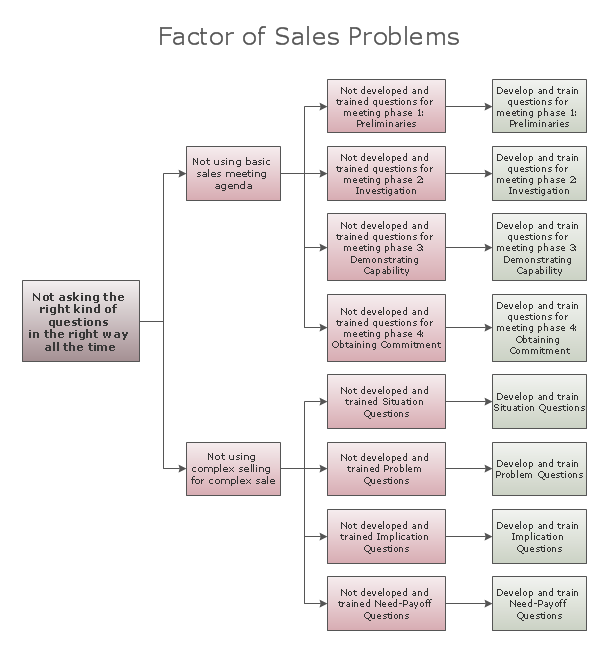 Factor of Sales Problems
Not asking the
right kind of
questions
in the right way
all the time
Not using basic
sales meeting
agenda
Not developed and
trained questions for
meeting phase 1:
Preliminaries
Develop and train
questions for
meeting phase 1:
Preliminaries
Not developed and
trained questions for
meeting phase 2:
Investigation
Develop and train
questions for
meeting phase 2:
Investigation
Not developed and
trained questions for
meeting phase 3:
Demonstrating
Capability
Develop and train
questions for
meeting phase 3:
Demonstrating
Capability
Not developed and
trained questions for
meeting phase 4:
Obtaining Commitment
Develop and train
questions for
meeting phase 4:
Obtaining
Commitment
Not using
complex selling
for complex sale
Not developed and
trained Situation
Questions
Develop and train
Situation Questions
Not developed and
trained Problem
Questions
Develop and train
Problem Questions
Not developed and
trained Implication
Questions
Develop and train
Implication
Questions
Not developed and
trained Need-Payoff
Questions
Develop and train
Need-Payoff
Questions